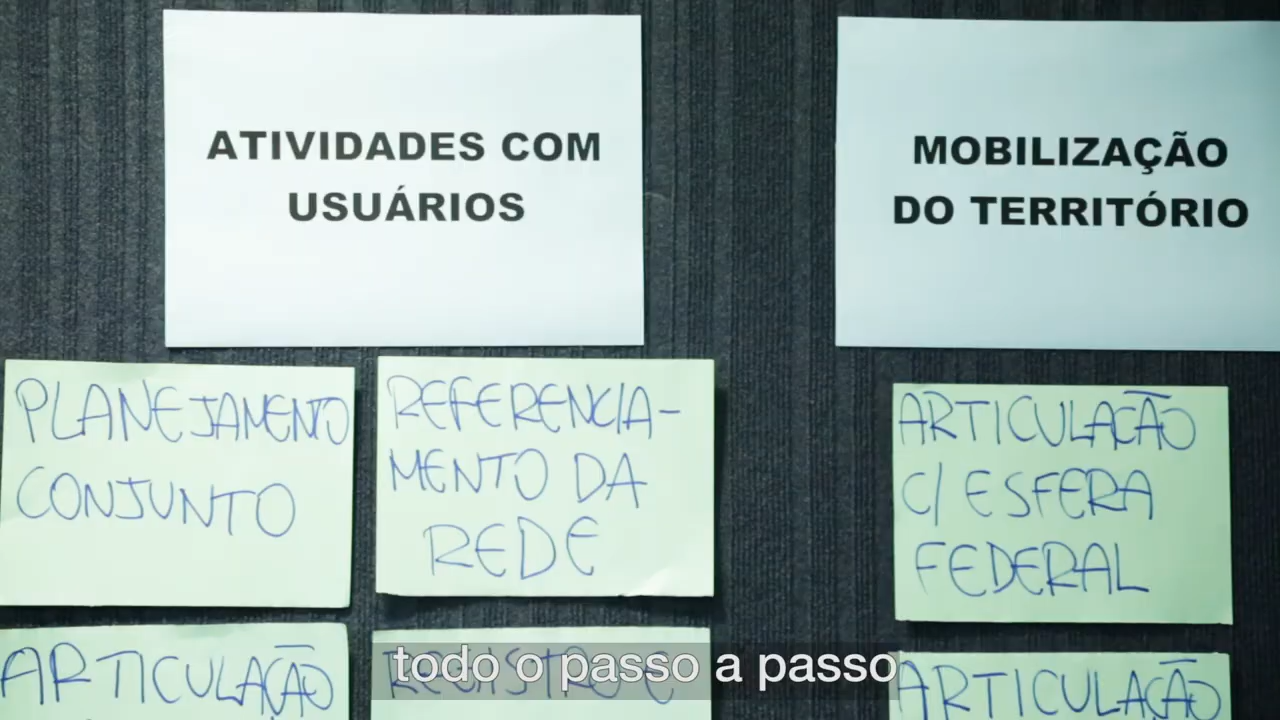 ATIVIDADES COM
USUÁRIOS
MOBILIZAÇÃO
DO TERRITÓRIO
PLANEJAMENTO
CONJUNTO
REFERENCIA-
MENTO DA
REDE
ARTICULAÇÃO
C/ ESFERA
FEDERAL
ARTICULAÇÃO
REGISTRO E
ARTICULAÇÃO
todo o passo a passo